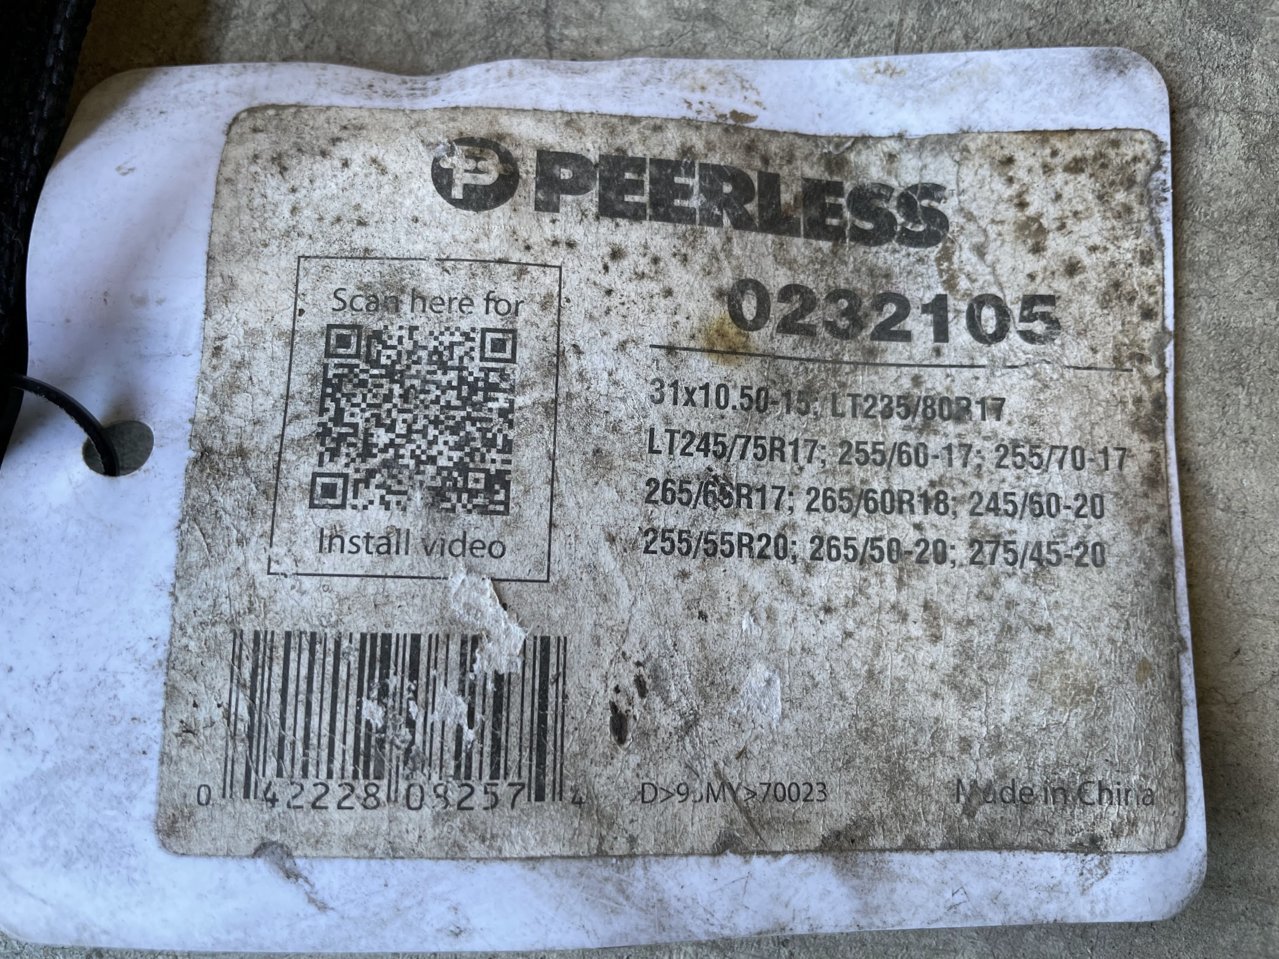 PEERLESS
0232105
Scan here for
Install video
31x10.50-15; LT235/80R17
LT245/75R17; 255/60-17; 255/70-17
265/65R17; 265/60R18; 245/60-20
255/55R20; 265/50-20; 275/45-20
0 42228 08257 4
Made in China